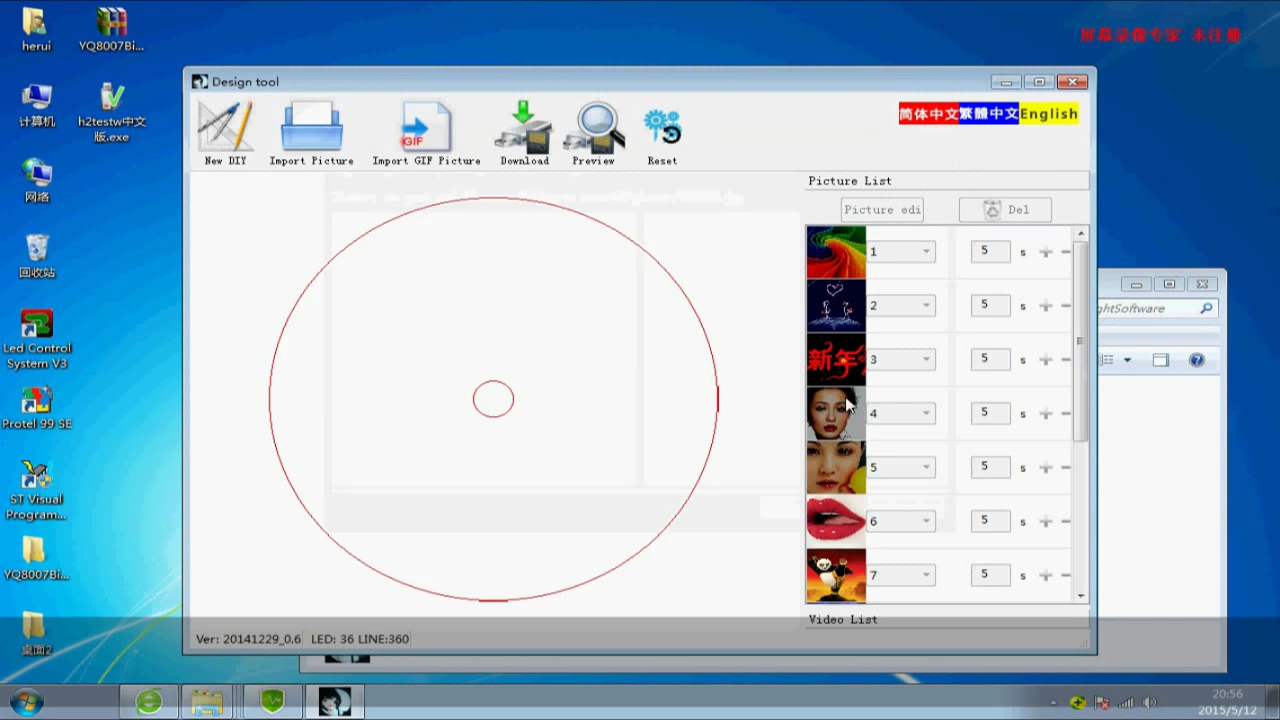 herui
YQ8007Bi...
计算机
h2testw中文
版.exe
网络
回收站
Led Control
System V3
Protel 99 SE
ST Visual
Program...
YQ8007Bi...
桌面2
屏幕录像专家 未注册
Design tool
简体中文 繁體中文 English
New DIY
Import Picture
GIF
Import GIF Picture
Download
Preview
Reset
Picture List
Picture edi
Del
1 5 s
2 5 s
新年
3 5 s
4 5 s
5 5 s
6 5 s
7 5 s
Video List
Ver: 20141229_0.6 LED: 36 LINE:360
ghtSoftware
20:56
2015/5/12